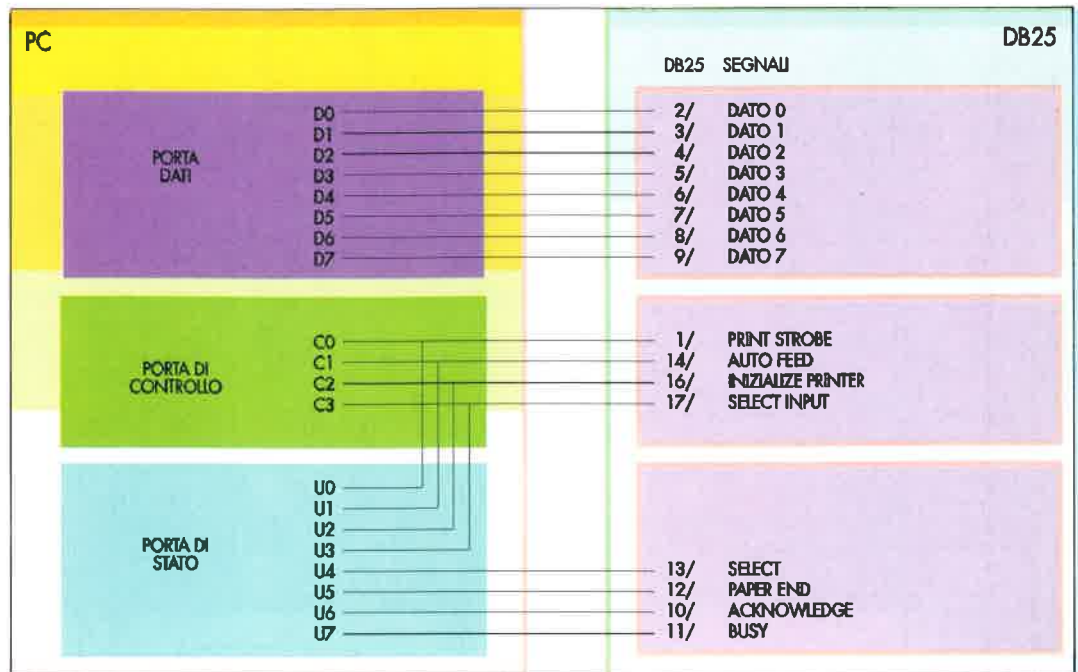 PC
DB25
DB25 SEGNALI
PORTA
DATI
D0
D1
D2
D3
D4
D5
D6
D7
2/ DATO 0
3/ DATO 1
4/ DATO 2
5/ DATO 3
6/ DATO 4
7/ DATO 5
8/ DATO 6
9/ DATO 7
PORTA DI
CONTROLLO
C0
C1
C2
C3
1/ PRINT STROBE
14/ AUTO FEED
16/ INIZIALIZE PRINTER
17/ SELECT INPUT
PORTA DI
STATO
U0
U1
U2
U3
U4
U5
U6
U7
13/ SELECT
12/ PAPER END
10/ ACKNOWLEDGE
11/ BUSY